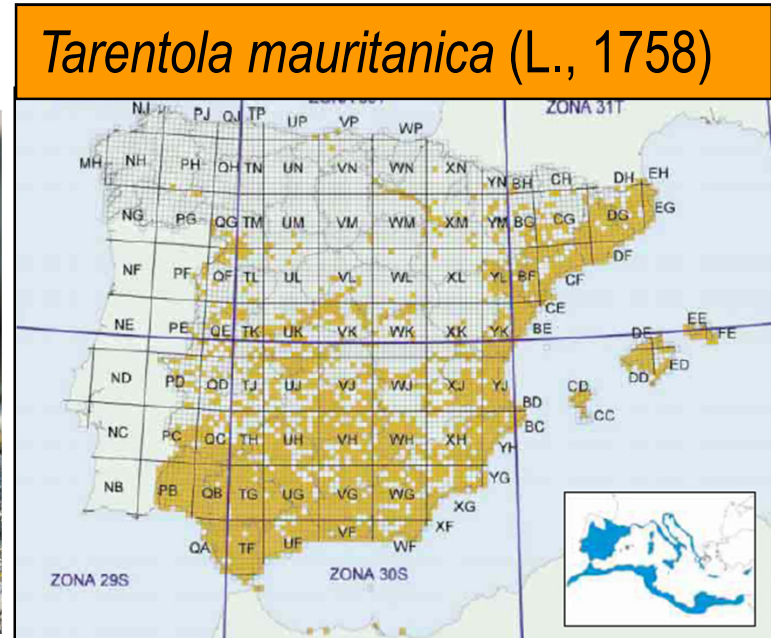 Tarentola mauritanica (L., 1758)
ZONA 31T
NJ PJ QJ TP UP VP WP
MH NH PH QH TN UN VN WN XN YN BH CH DH EH
NG PG QG TM UM VM WM XM YM BG CG DG EG
NF PF QF TL UL VL WL XL YL BF CF DF
NE PE QE TK UK VK WK XK YK BE CE DE EE FE
ND PD QD TJ UJ VJ WJ XJ YJ BD CD DD ED
NC PC QC TH UH VH WH XH YH BC CC
NB PB QB TG UG VG WG XG YG
QA TF UF VF WF XF
ZONA 29S
ZONA 30S